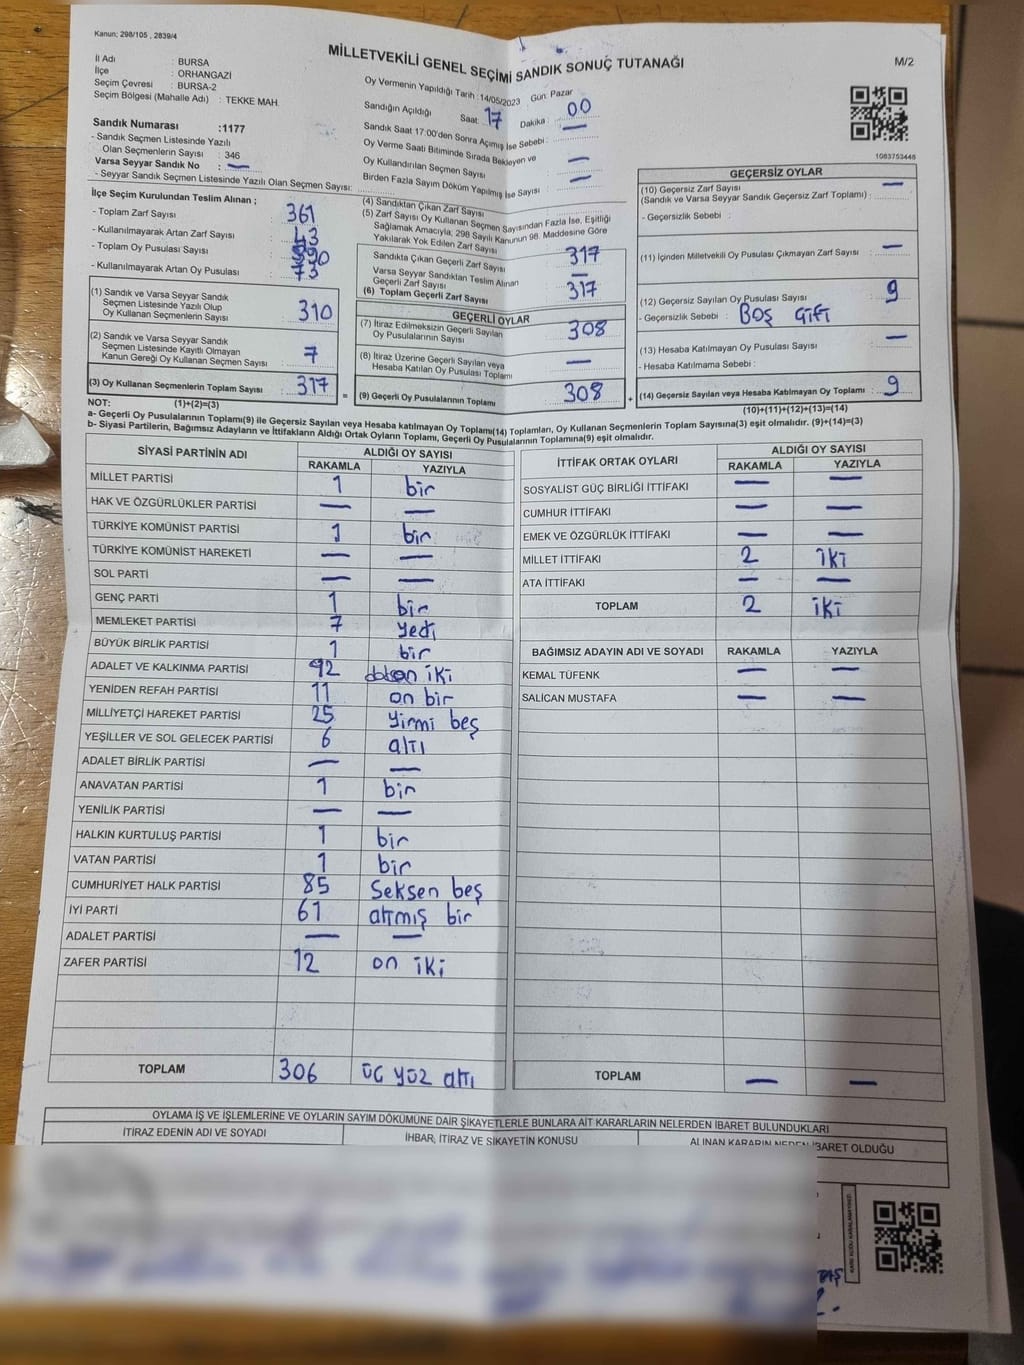 Kanun; 298/105 , 2839/4
MİLLETVEKİLİ GENEL SEÇİMİ SANDIK SONUÇ TUTANAĞI
M/2
İl Adı : BURSA
İlçe : ORHANGAZİ
Seçim Çevresi : BURSA-2
Seçim Bölgesi (Mahalle Adı) : TEKKE MAH.
Sandık Numarası :1177
- Sandık Seçmen Listesinde Yazılı
Olan Seçmenlerin Sayısı : 346
Varsa Seyyar Sandık No : —
- Seyyar Sandık Seçmen Listesinde Yazılı Olan Seçmen Sayısı:
Oy Vermenin Yapıldığı Tarih :14/05/2023 Gün: Pazar
Sandığın Açıldığı Saat: 17 Dakika : 00
Sandık Saat 17:00'den Sonra Açılmış İse Sebebi: —
Oy Verme Saati Bitiminde Sırada Bekleyen ve
Oy Kullandırılan Seçmen Sayısı —
Birden Fazla Sayım Döküm Yapılmış İse Sayısı : —
1083753448
İlçe Seçim Kurulundan Teslim Alınan ;
- Toplam Zarf Sayısı 361
- Kullanılmayarak Artan Zarf Sayısı : 43
- Toplam Oy Pusulası Sayısı
- Kullanılmayarak Artan Oy Pusulası : 73
(1) Sandık ve Varsa Seyyar Sandık
Seçmen Listesinde Yazılı Olup
Oy Kullanan Seçmenlerin Sayısı : 310
(2) Sandık ve Varsa Seyyar Sandık
Seçmen Listesinde Kayıtlı Olmayan
Kanun Gereği Oy Kullanan Seçmen Sayısı : 7
(3) Oy Kullanan Seçmenlerin Toplam Sayısı : 317 =
(4) Sandıktan Çıkan Zarf Sayısı
(5) Zarf Sayısı Oy Kullanan Seçmen Sayısından Fazla İse, Eşitliği
Sağlamak Amacıyla, 298 Sayılı Kanunun 98. Maddesine Göre
Yakılarak Yok Edilen Zarf Sayısı
Sandıkta Çıkan Geçerli Zarf Sayısı : 317
Varsa Seyyar Sandıktan Teslim Alınan
Geçerli Zarf Sayısı : —
(6) Toplam Geçerli Zarf Sayısı : 317
GEÇERLİ OYLAR
(7) İtiraz Edilmeksizin Geçerli Sayılan
Oy Pusulalarının Sayısı : 308
(8) İtiraz Üzerine Geçerli Sayılan veya
Hesaba Katılan Oy Pusulası Toplamı : —
(9) Geçerli Oy Pusulalarının Toplamı : 308 +
GEÇERSİZ OYLAR
(10) Geçersiz Zarf Sayısı
(Sandık ve Varsa Seyyar Sandık Geçersiz Zarf Toplamı) : —
- Geçersizlik Sebebi :
(11) İçinden Milletvekili Oy Pusulası Çıkmayan Zarf Sayısı : —
(12) Geçersiz Sayılan Oy Pusulası Sayısı : 9
- Geçersizlik Sebebi : Boş Çift
(13) Hesaba Katılmayan Oy Pusulası Sayısı : —
- Hesaba Katılmama Sebebi :
(14) Geçersiz Sayılan veya Hesaba Katılmayan Oy Toplamı : 9
NOT: (1)+(2)=(3)
(10)+(11)+(12)+(13)=(14)
a- Geçerli Oy Pusulalarının Toplamı(9) ile Geçersiz Sayılan veya Hesaba katılmayan Oy Toplamı(14) Toplamları, Oy Kullanan Seçmenlerin Toplam Sayısına(3) eşit olmalıdır. (9)+(14)=(3)
b- Siyasi Partilerin, Bağımsız Adayların ve İttifakların Aldığı Ortak Oyların Toplamı, Geçerli Oy Pusulalarının Toplamına(9) eşit olmalıdır.
SİYASİ PARTİNİN ADI ALDIĞI OY SAYISI
RAKAMLA YAZIYLA
MİLLET PARTİSİ 1 bir
HAK VE ÖZGÜRLÜKLER PARTİSİ — —
TÜRKİYE KOMÜNİST PARTİSİ 1 bir
TÜRKİYE KOMÜNİST HAREKETİ — —
SOL PARTİ — —
GENÇ PARTİ 1 bir
MEMLEKET PARTİSİ 7 yedi
BÜYÜK BİRLİK PARTİSİ 1 bir
ADALET VE KALKINMA PARTİSİ 92 doksan iki
YENİDEN REFAH PARTİSİ 11 on bir
MİLLİYETÇİ HAREKET PARTİSİ 25 yirmi beş
YEŞİLLER VE SOL GELECEK PARTİSİ 6 altı
ADALET BİRLİK PARTİSİ — —
ANAVATAN PARTİSİ 1 bir
YENİLİK PARTİSİ — —
HALKIN KURTULUŞ PARTİSİ 1 bir
VATAN PARTİSİ 1 bir
CUMHURİYET HALK PARTİSİ 85 Seksen beş
İYİ PARTİ 61 atmış bir
ADALET PARTİSİ — —
ZAFER PARTİSİ 12 on iki
TOPLAM 306 üç yüz altı
İTTİFAK ORTAK OYLARI ALDIĞI OY SAYISI
RAKAMLA YAZIYLA
SOSYALİST GÜÇ BİRLİĞİ İTTİFAKI — —
CUMHUR İTTİFAKI — —
EMEK VE ÖZGÜRLÜK İTTİFAKI — —
MİLLET İTTİFAKI 2 iki
ATA İTTİFAKI — —
TOPLAM 2 iki
BAĞIMSIZ ADAYIN ADI VE SOYADI RAKAMLA YAZIYLA
KEMAL TÜFENK — —
SALİCAN MUSTAFA — —
TOPLAM — —
OYLAMA İŞ VE İŞLEMLERİNE VE OYLARIN SAYIM DÖKÜMÜNE DAİR ŞİKAYETLERLE BUNLARA AİT KARARLARIN NELERDEN İBARET BULUNDUKLARI
İTİRAZ EDENİN ADI VE SOYADI İHBAR, İTİRAZ VE ŞİKAYETİN KONUSU ALINAN KARARIN NEDEN İBARET OLDUĞU